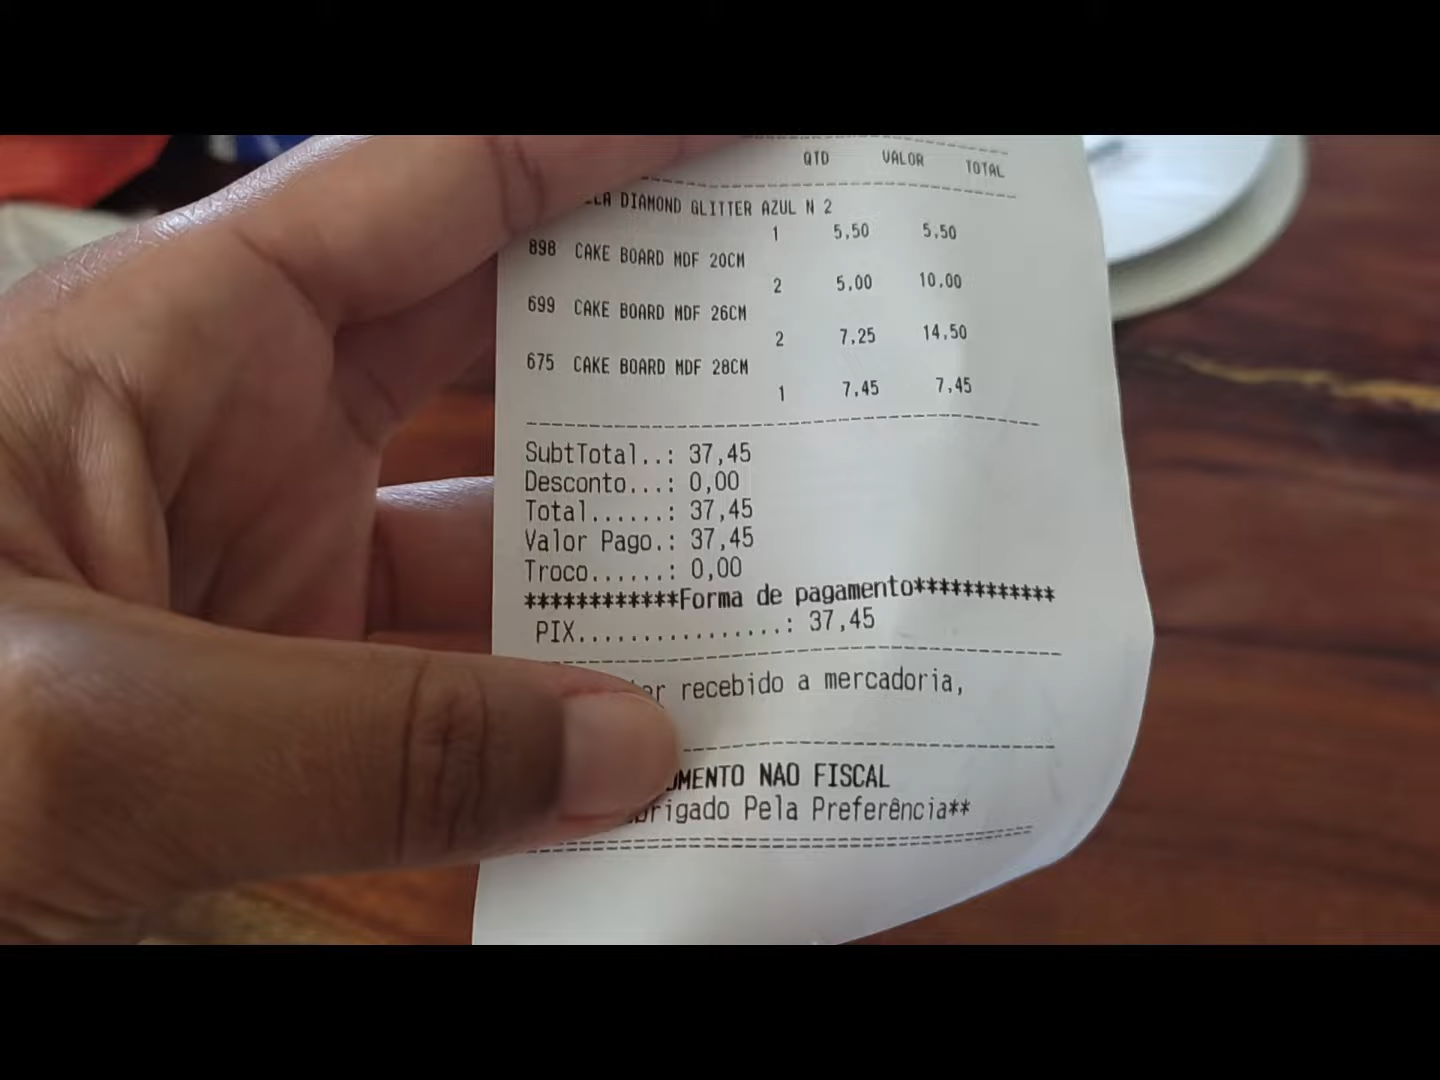 QTD VALOR TOTAL
DIAMOND GLITTER AZUL N 2
1 5,50 5,50
898 CAKE BOARD MDF 20CM
2 5,00 10,00
699 CAKE BOARD MDF 26CM
2 7,25 14,50
675 CAKE BOARD MDF 28CM
1 7,45 7,45
SubtTotal..: 37,45
Desconto...: 0,00
Total......: 37,45
Valor Pago.: 37,45
Troco......: 0,00
************Forma de pagamento************
PIX................: 37,45
recebido a mercadoria,
NAO FISCAL
Pela Preferência**